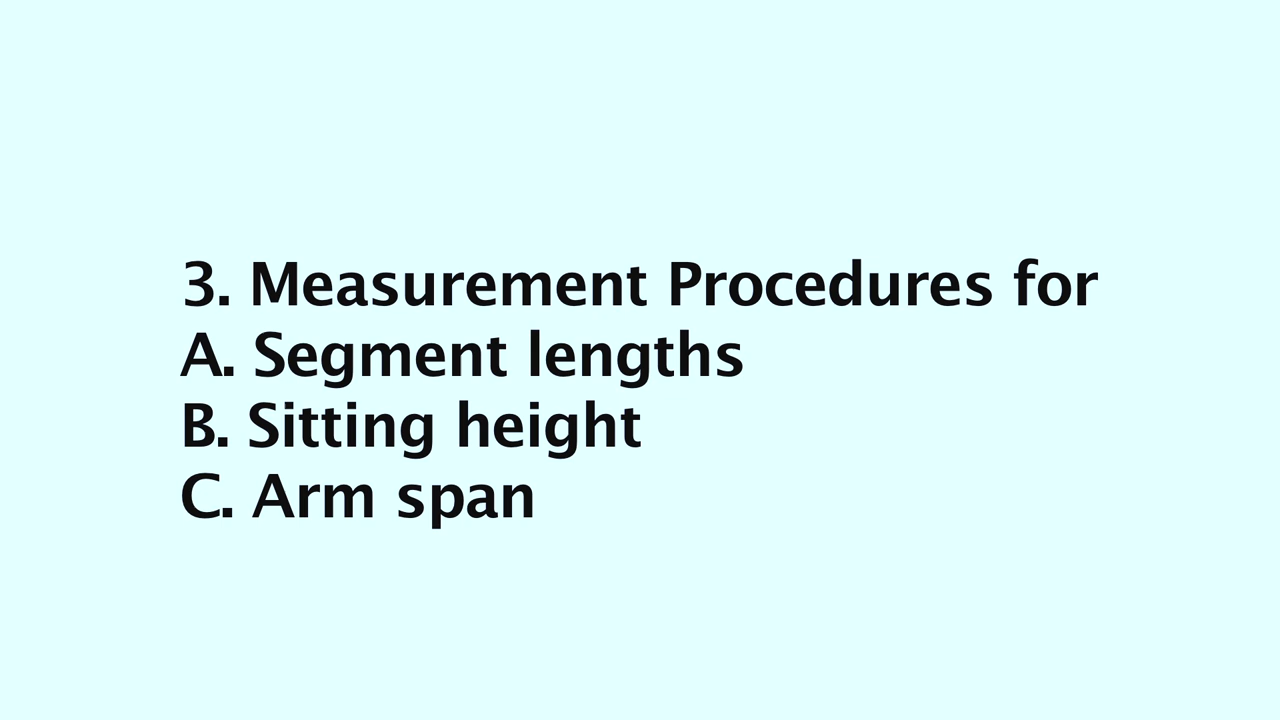 3. Measurement Procedures for
A. Segment lengths
B. Sitting height
C. Arm span